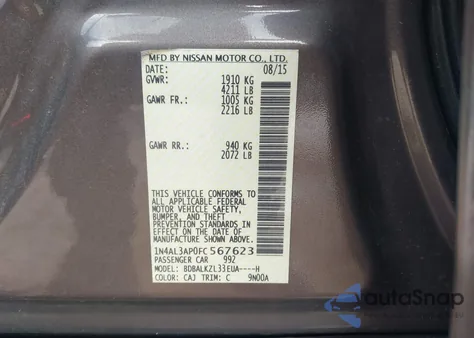 MFD BY NISSAN MOTOR CO., LTD.
DATE: 08/15
GVWR: 1910 KG
4211 LB
GAWR FR.: 1005 KG
2216 LB
GAWR RR.: 940 KG
2072 LB
THIS VEHICLE CONFORMS TO
ALL APPLICABLE FEDERAL
MOTOR VEHICLE SAFETY,
BUMPER, AND THEFT
PREVENTION STANDARDS
IN EFFECT ON THE DATE
OF MANUFACTURE SHOWN
ABOVE.
1N4AL3AP0FC 567623
PASSENGER CAR 992
MODEL: BDBALKZL33EUA----H
COLOR: CAJ TRIM: C 9N00A
autoSnap